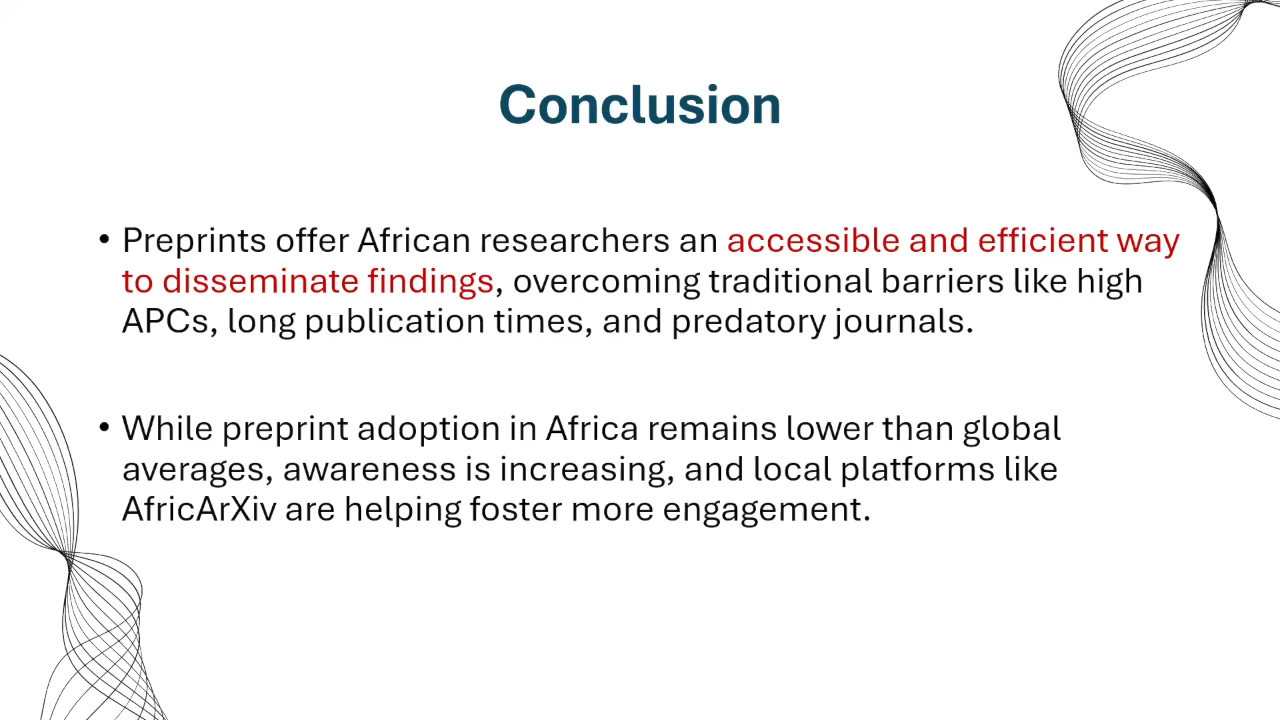 Conclusion
• Preprints offer African researchers an accessible and efficient way
to disseminate findings, overcoming traditional barriers like high
APCs, long publication times, and predatory journals.
• While preprint adoption in Africa remains lower than global
averages, awareness is increasing, and local platforms like
AfricArXiv are helping foster more engagement.